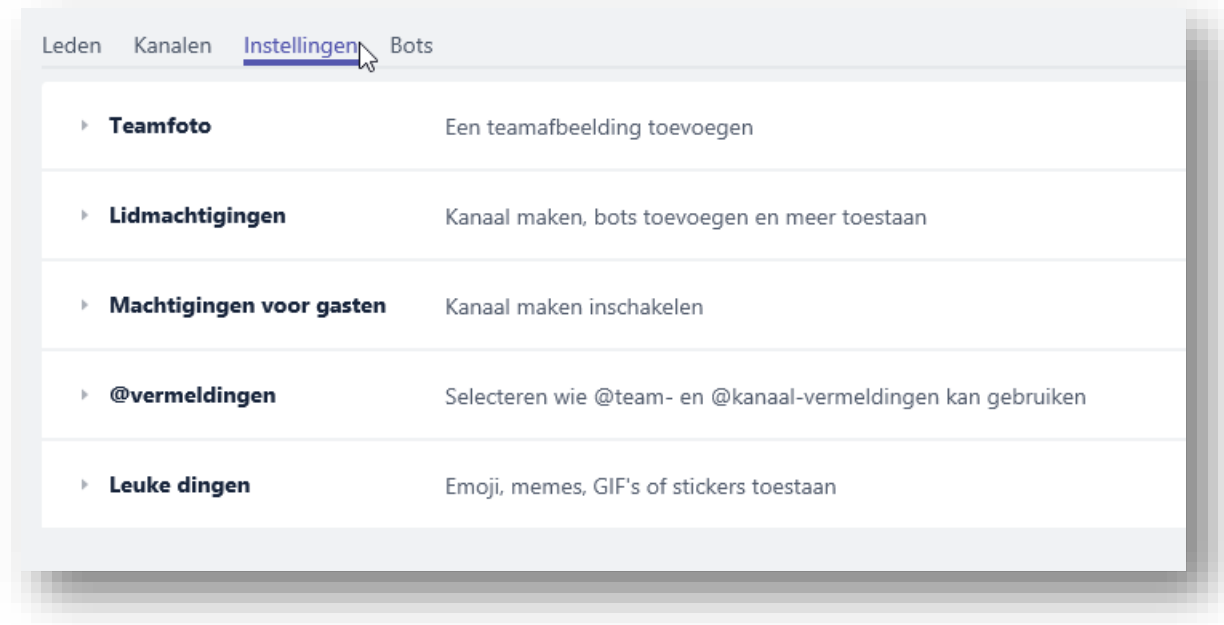 Leden Kanalen Instellingen Bots
Teamfoto Een teamafbeelding toevoegen
Lidmachtigingen Kanaal maken, bots toevoegen en meer toestaan
Machtigingen voor gasten Kanaal maken inschakelen
@vermeldingen Selecteren wie @team- en @kanaal-vermeldingen kan gebruiken
Leuke dingen Emoji, memes, GIF's of stickers toestaan